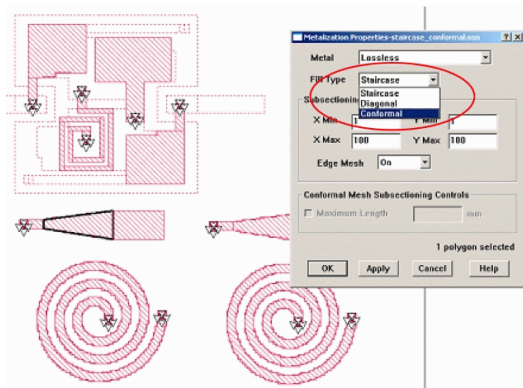 Metalization Properties-staircase_conformal.son
Metal Lossless
Fill Type Staircase
Staircase
Diagonal
Conformal
Subsectioning
X Min 1 Y Min 1
X Max 100 Y Max 100
Edge Mesh On
Conformal Mesh Subsectioning Controls
Maximum Length mm
1 polygon selected
OK Apply Cancel Help